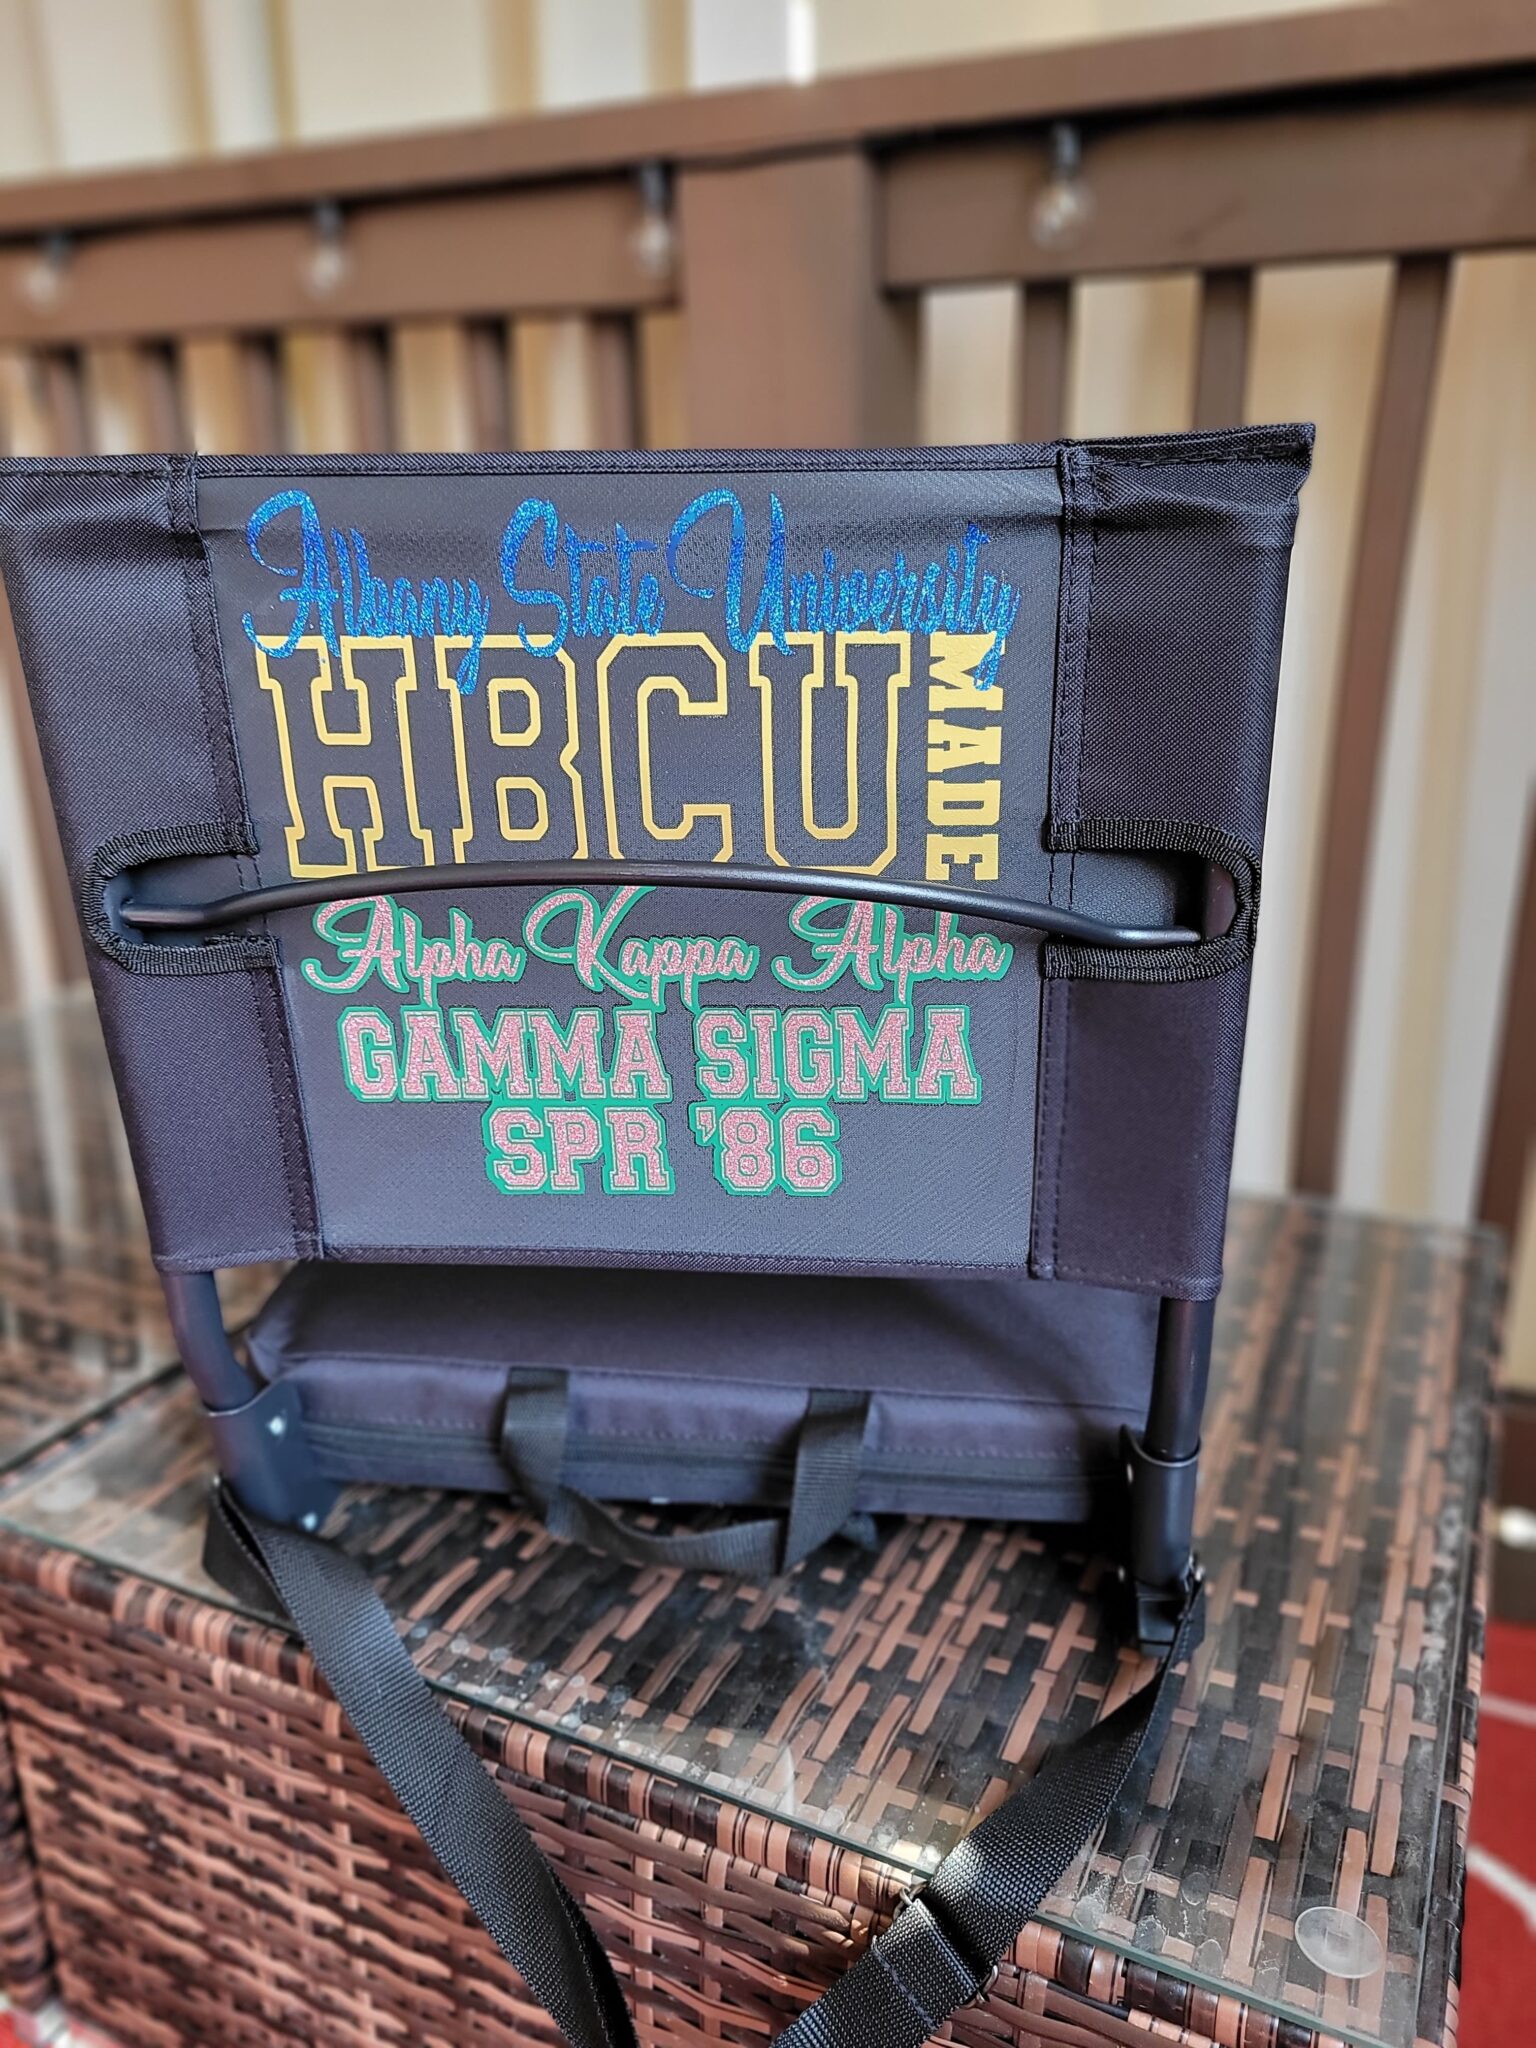 Albany State University
HBCU MADE
Alpha Kappa Alpha
GAMMA SIGMA
SPR '86